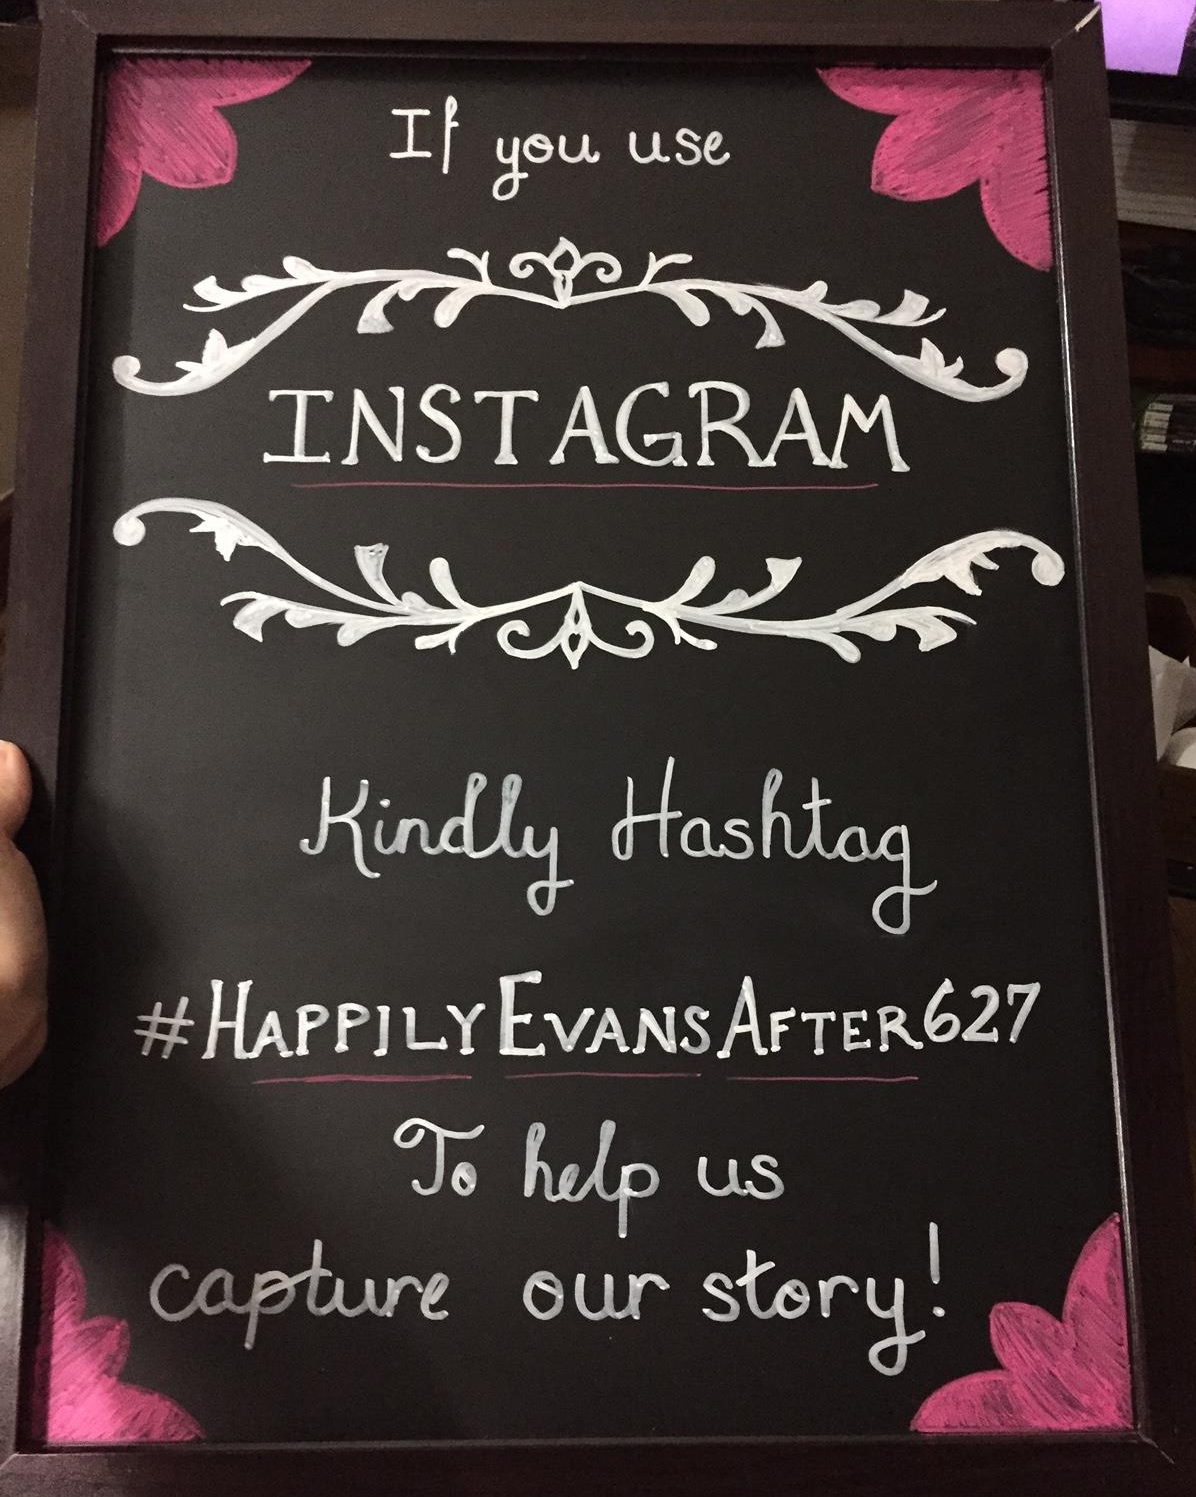 If you use
INSTAGRAM
Kindly Hashtag
#HAPPILYEVANSAFTER627
To help us
capture our story!